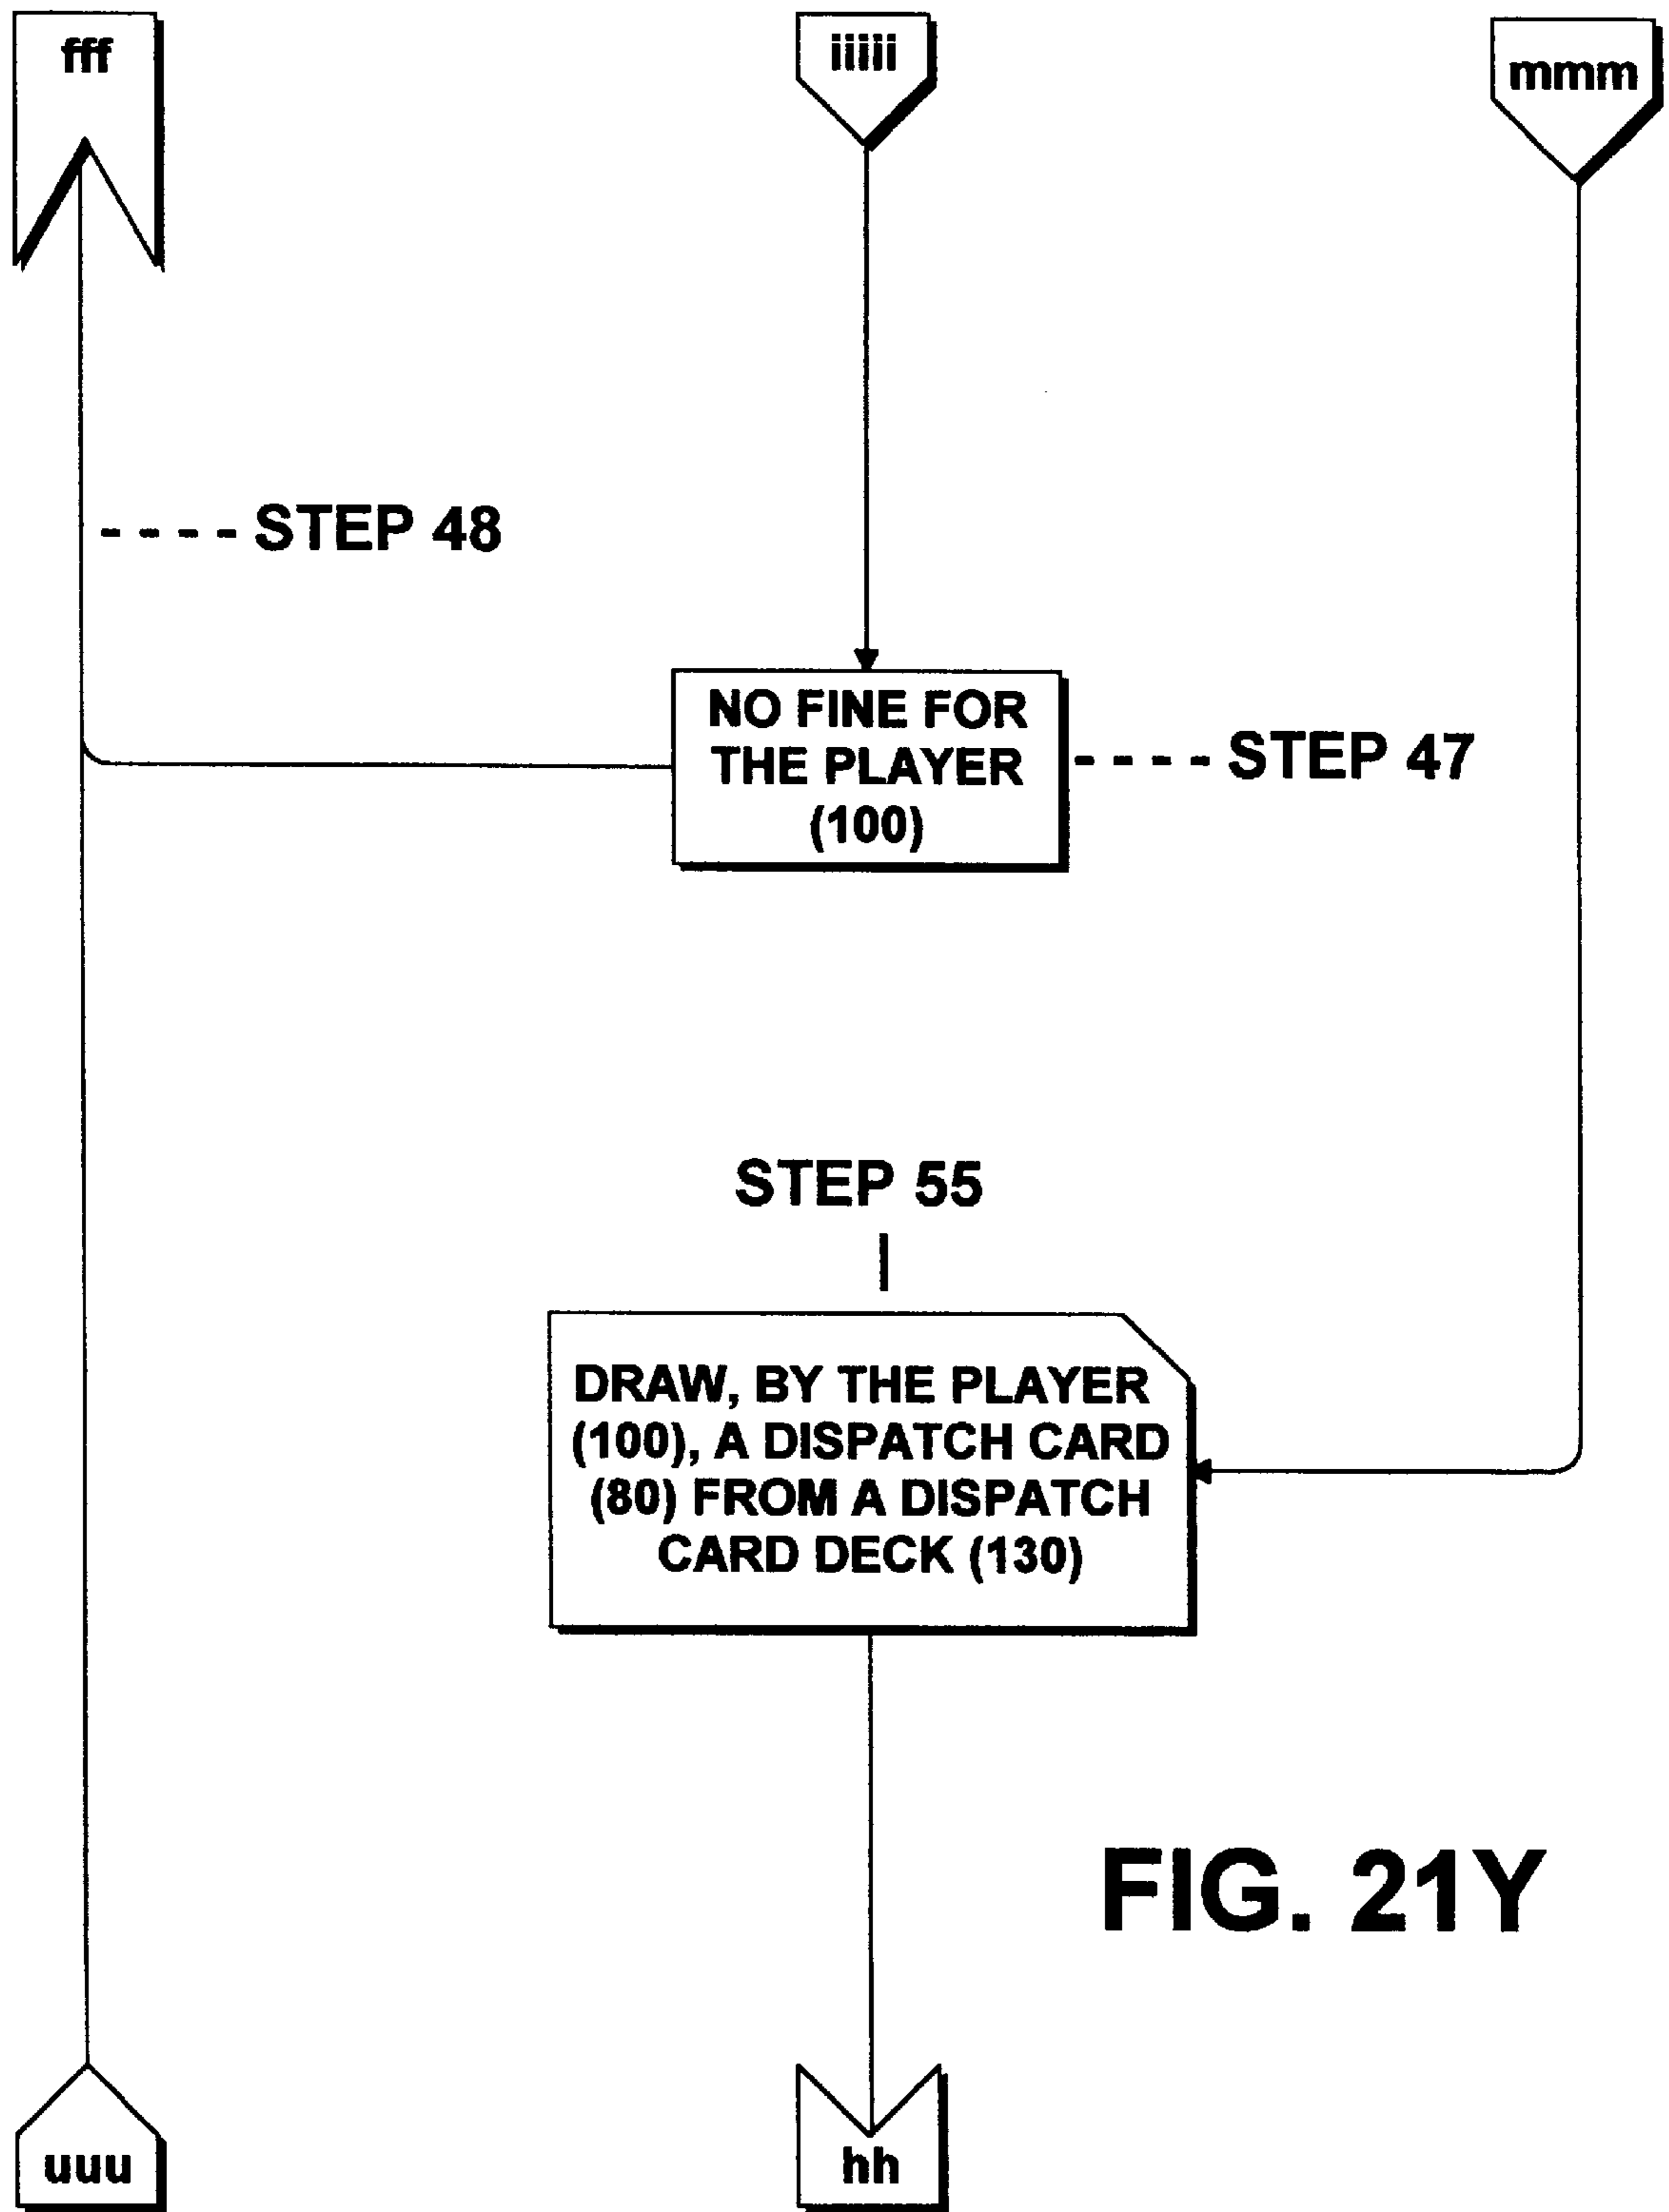 fff
iiiii
mmm
STEP 48
NO FINE FOR
THE PLAYER
(100)
STEP 47
STEP 55
DRAW, BY THE PLAYER
(100), A DISPATCH CARD
(80) FROM A DISPATCH
CARD DECK (130)
FIG. 21Y
uuu
hh